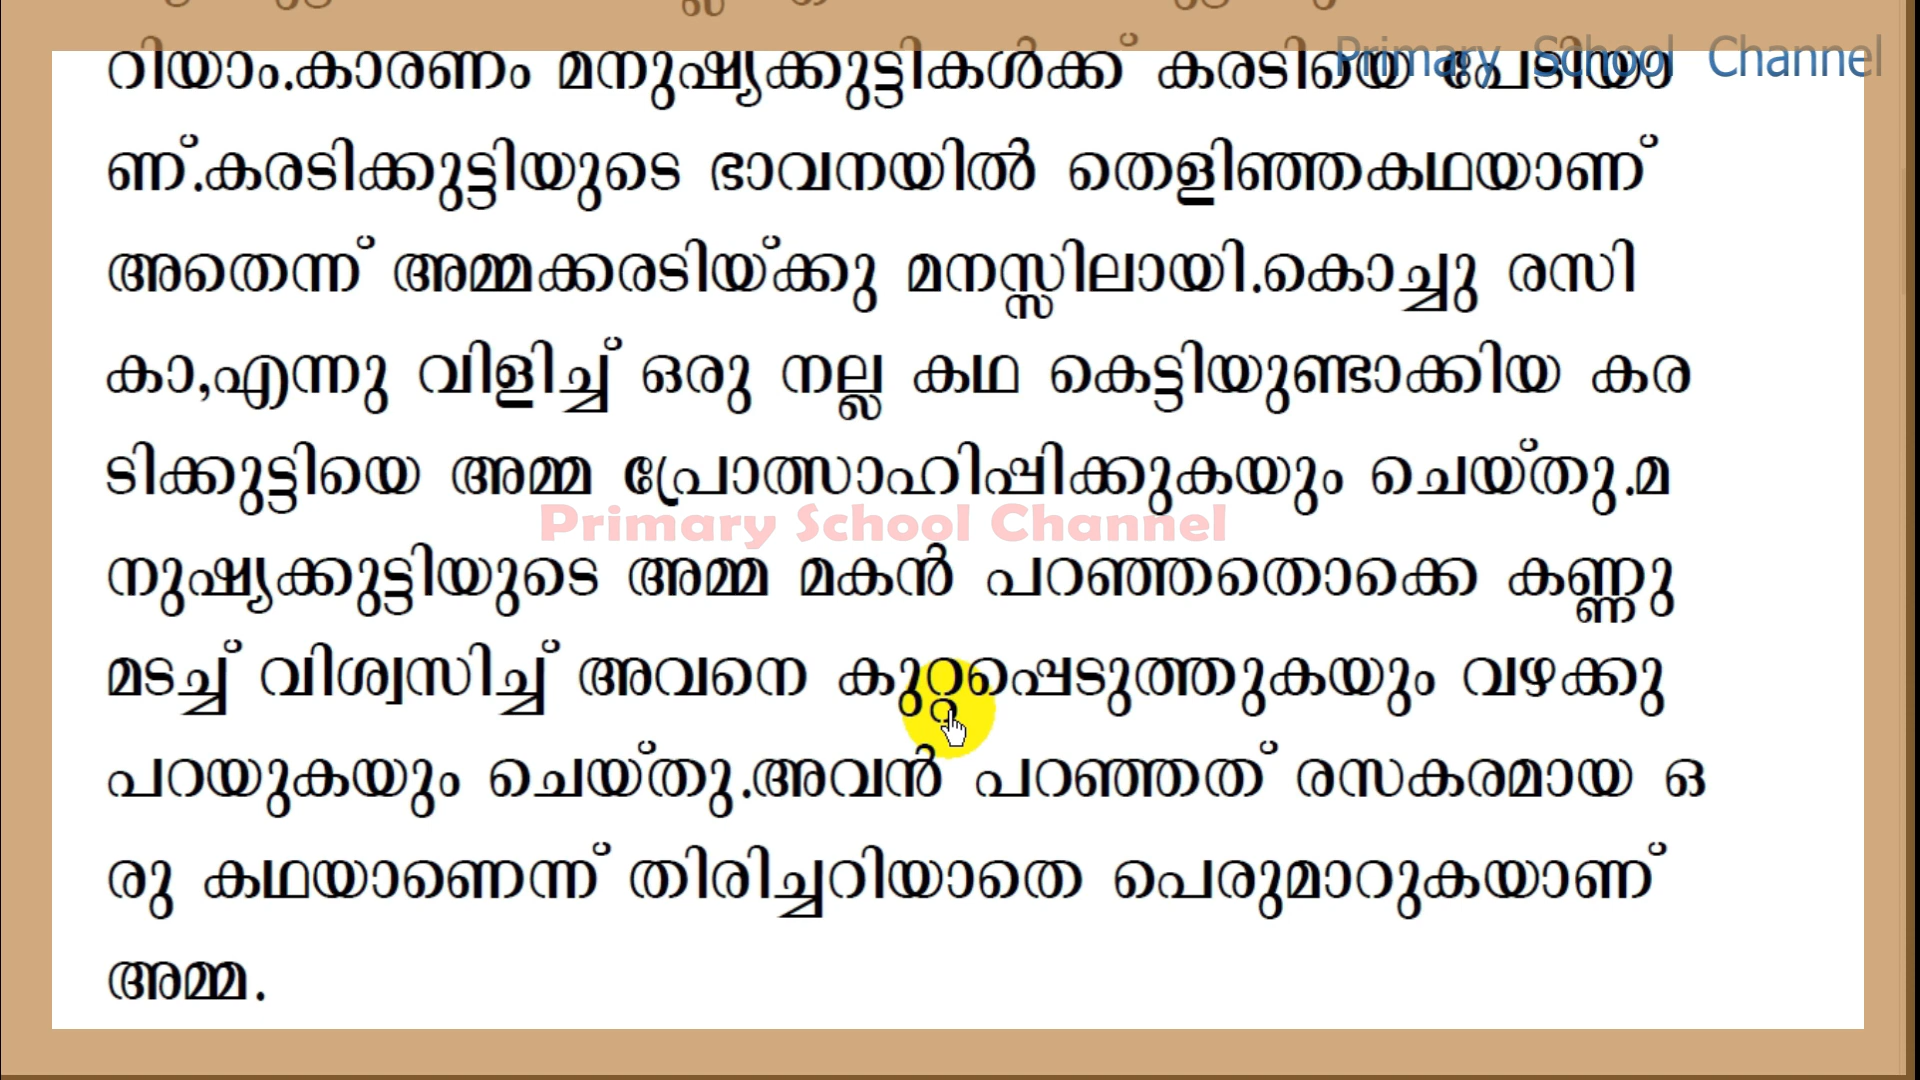 Primary School Channel
റിയാം.കാരണം മനുഷ്യക്കുട്ടികൾക്ക് കരടിയെ പേടിയാ
ണ്.കരടിക്കുട്ടിയുടെ ഭാവനയിൽ തെളിഞ്ഞകഥയാണ്
അതെന്ന് അമ്മക്കരടിയ്ക്കു മനസ്സിലായി.കൊച്ചു രസി
കാ,എന്നു വിളിച്ച് ഒരു നല്ല കഥ കെട്ടിയുണ്ടാക്കിയ കര
ടിക്കുട്ടിയെ അമ്മ പ്രോത്സാഹിപ്പിക്കുകയും ചെയ്തു.മ
Primary School Channel
നുഷ്യക്കുട്ടിയുടെ അമ്മ മകൻ പറഞ്ഞതൊക്കെ കണ്ണു
മടച്ച് വിശ്വസിച്ച് അവനെ കുറ്റപ്പെടുത്തുകയും വഴക്കു
പറയുകയും ചെയ്തു.അവൻ പറഞ്ഞത് രസകരമായ ഒ
രു കഥയാണെന്ന് തിരിച്ചറിയാതെ പെരുമാറുകയാണ്
അമ്മ.